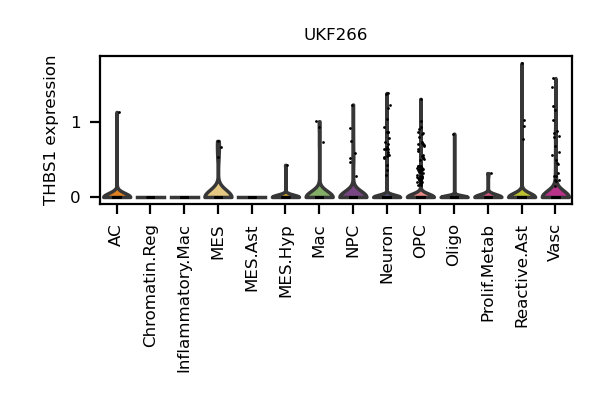 UKF266
THBS1 expression
1
0
AC
Chromatin.Reg
Inflammatory.Mac
MES
MES.Ast
MES.Hyp
Mac
NPC
Neuron
OPC
Oligo
Prolif.Metab
Reactive.Ast
Vasc